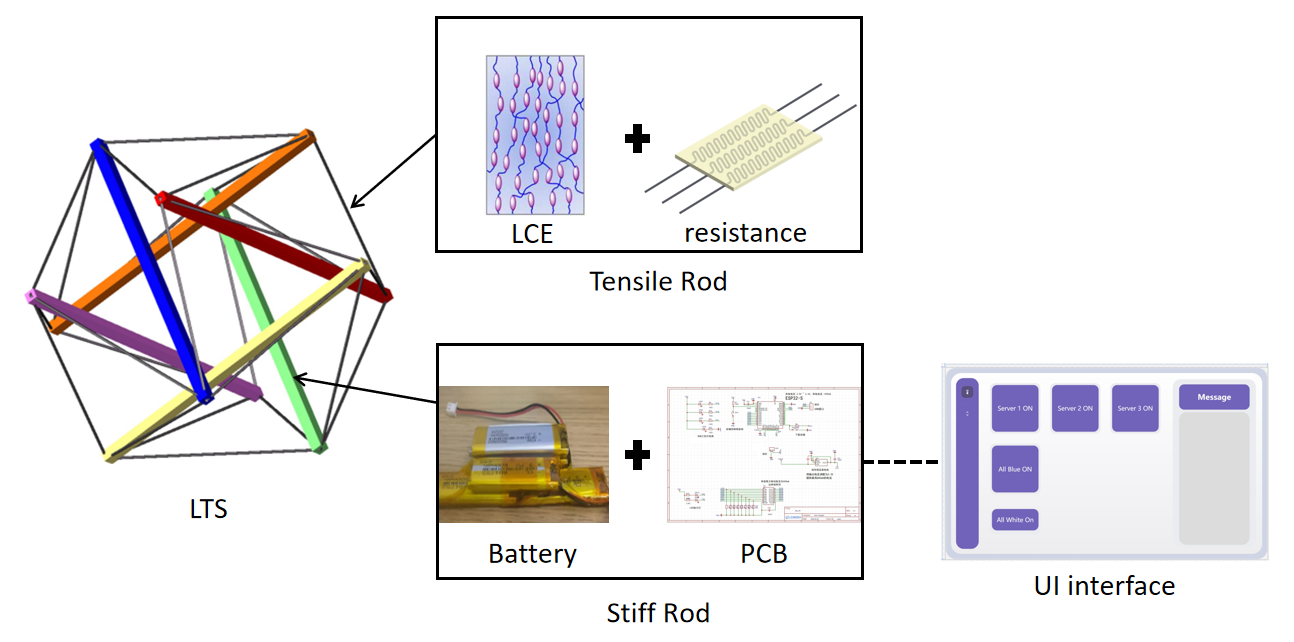 LCE
resistance
Tensile Rod
LTS
ESP32-S
Battery
PCB
Stiff Rod
Server 1 ON
Server 2 ON
Server 3 ON
Message
All Blue ON
All White On
UI interface